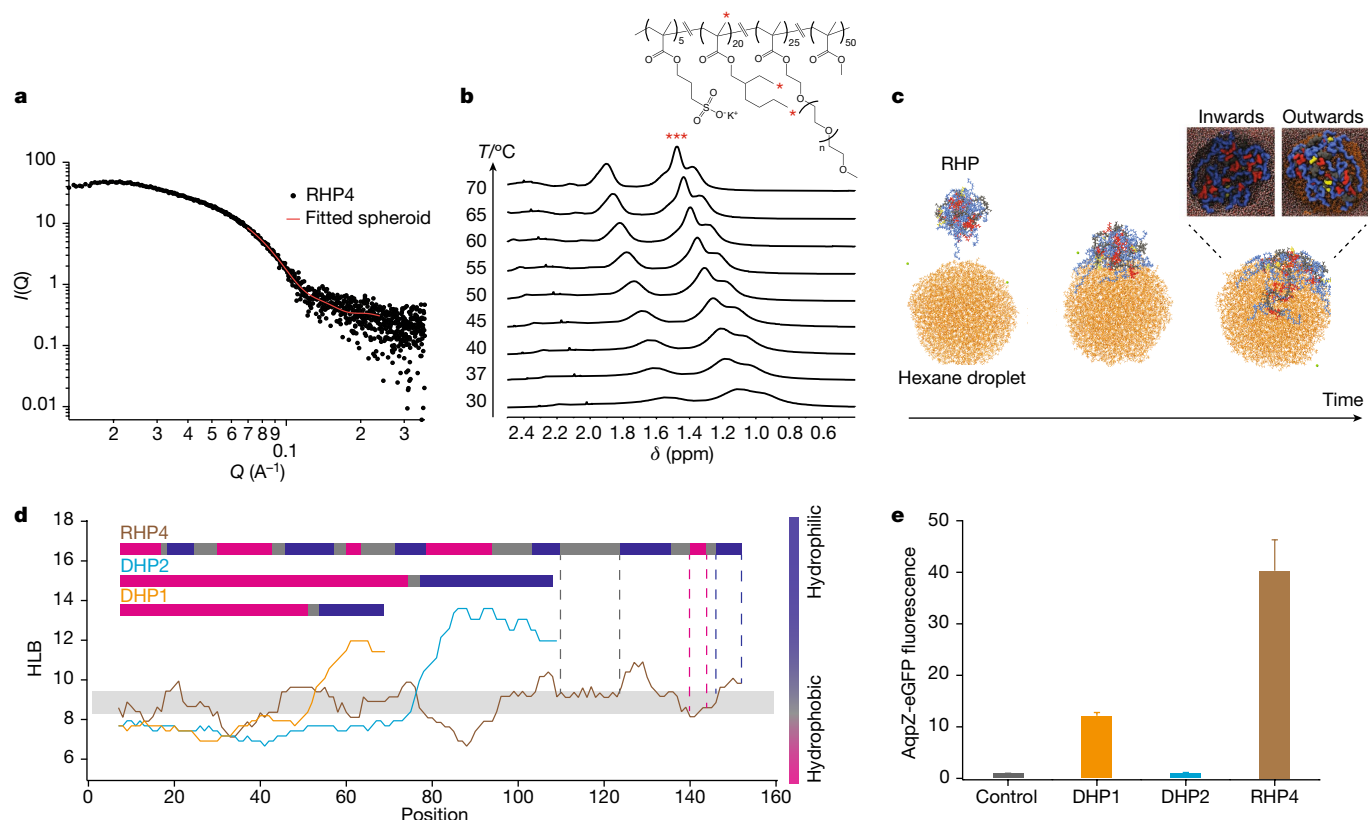 a
I(Q)
100
10
1
0.1
0.01
RHP4
Fitted spheroid
2 3 4 5 6 7 8 9 0.1 2 3
Q (A⁻¹)
b
5 20 25 50
O O O O O O O O
* * *
O
S
O
O
O⁻K⁺
O
n
O
***
T/°C
70
65
60
55
50
45
40
37
30
2.4 2.2 2.0 1.8 1.6 1.4 1.2 1.0 0.8 0.6
δ (ppm)
c
Inwards Outwards
RHP
Hexane droplet
Time
d
HLB
18
16
14
12
10
8
6
RHP4
DHP2
DHP1
Hydrophilic
Hydrophobic
0 20 40 60 80 100 120 140 160
Position
e
AqpZ-eGFP fluorescence
50
40
30
20
10
0
Control DHP1 DHP2 RHP4